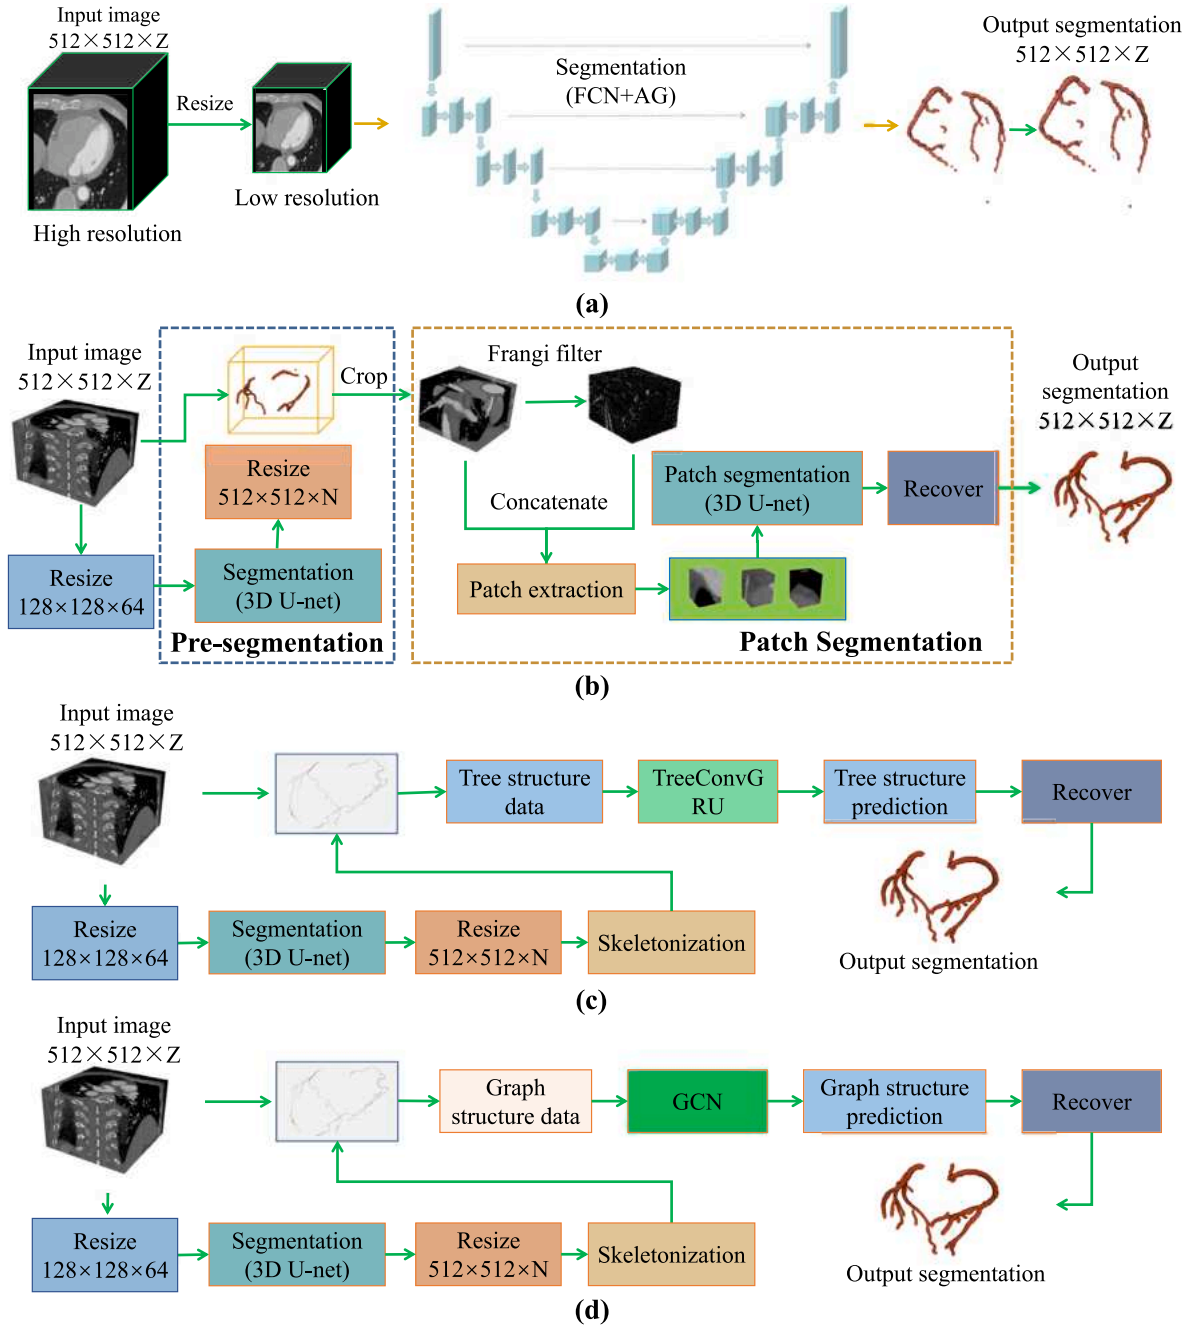 Input image
512×512×Z
Resize
High resolution
Low resolution
Segmentation
(FCN+AG)
Output segmentation
512×512×Z
(a)
Input image
512×512×Z
Resize
128×128×64
Crop
Resize
512×512×N
Segmentation
(3D U-net)
Pre-segmentation
Frangi filter
Concatenate
Patch extraction
Patch segmentation
(3D U-net)
Recover
Patch Segmentation
Output
segmentation
512×512×Z
(b)
Input image
512×512×Z
Tree structure
data
TreeConvG
RU
Tree structure
prediction
Recover
Resize
128×128×64
Segmentation
(3D U-net)
Resize
512×512×N
Skeletonization
Output segmentation
(c)
Input image
512×512×Z
Graph
structure data
GCN
Graph structure
prediction
Recover
Resize
128×128×64
Segmentation
(3D U-net)
Resize
512×512×N
Skeletonization
Output segmentation
(d)